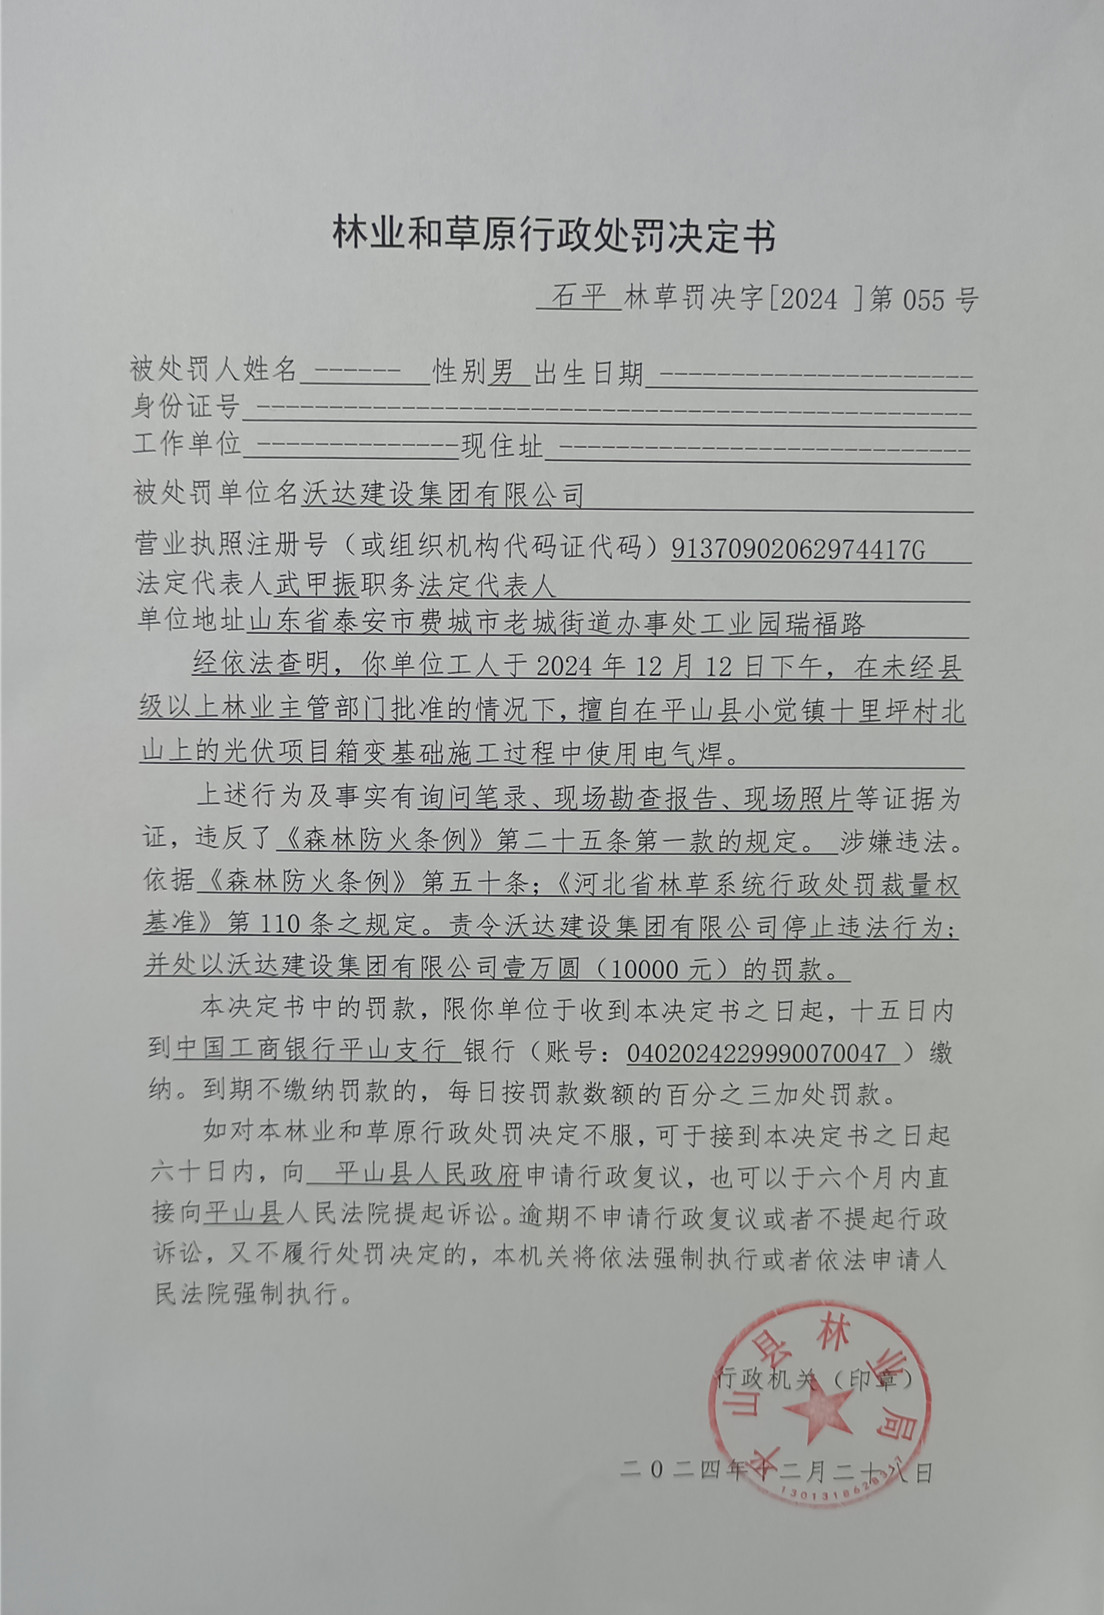 林业和草原行政处罚决定书
石平 林草罚决字[2024 ]第 055 号
被处罚人姓名 ------ 性别男 出生日期 ----------------------
身份证号 --------------------------------------------------
工作单位 --------------现住址 -----------------------------
被处罚单位名沃达建设集团有限公司
营业执照注册号（或组织机构代码证代码）91370902062974417G
法定代表人武甲振职务法定代表人
单位地址山东省泰安市费城市老城街道办事处工业园瑞福路
经依法查明，你单位工人于 2024 年 12 月 12 日下午，在未经县
级以上林业主管部门批准的情况下，擅自在平山县小觉镇十里坪村北
山上的光伏项目箱变基础施工过程中使用电气焊。
上述行为及事实有询问笔录、现场勘查报告、现场照片等证据为
证，违反了《森林防火条例》第二十五条第一款的规定。 涉嫌违法。
依据《森林防火条例》第五十条；《河北省林草系统行政处罚裁量权
基准》第 110 条之规定。责令沃达建设集团有限公司停止违法行为；
并处以沃达建设集团有限公司壹万圆（10000 元）的罚款。
本决定书中的罚款，限你单位于收到本决定书之日起，十五日内
到中国工商银行平山支行 银行（账号：0402024229990070047 ）缴
纳。到期不缴纳罚款的，每日按罚款数额的百分之三加处罚款。
如对本林业和草原行政处罚决定不服，可于接到本决定书之日起
六十日内，向 平山县人民政府申请行政复议，也可以于六个月内直
接向平山县人民法院提起诉讼。逾期不申请行政复议或者不提起行政
诉讼，又不履行处罚决定的，本机关将依法强制执行或者依法申请人
民法院强制执行。
山县林业局
行政机关（印章）
二0二四年十二月二十八日